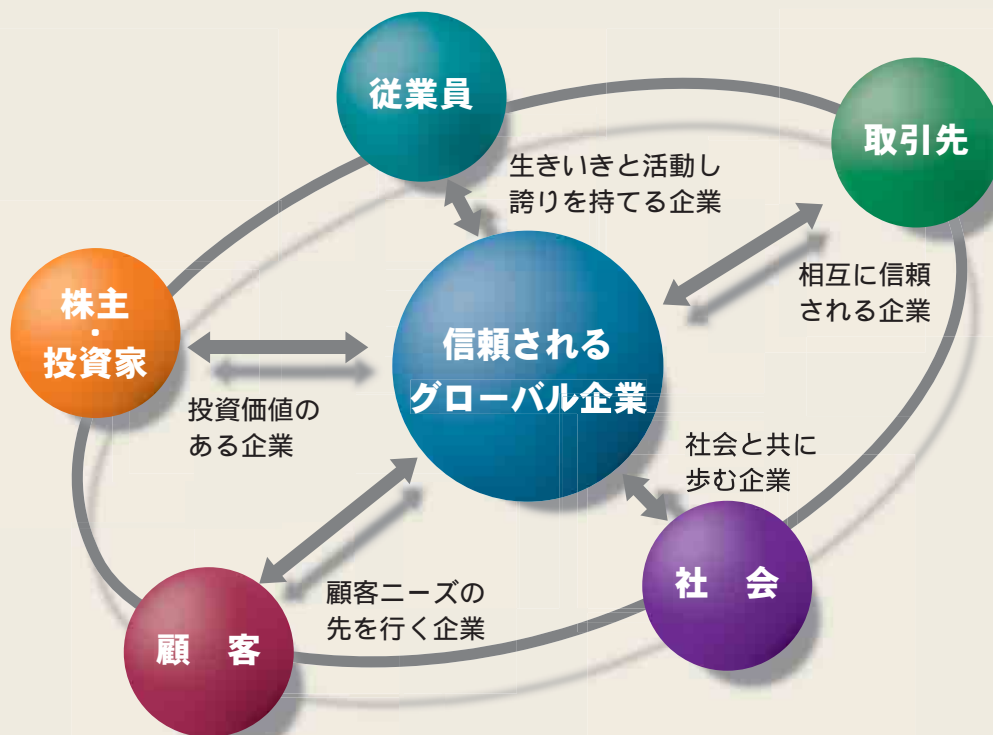 従業員
取引先
生きいきと活動し
誇りを持てる企業
相互に信頼
される企業
株主
・
投資家
信頼される
グローバル企業
投資価値の
ある企業
社会と共に
歩む企業
顧客ニーズの
先を行く企業
社　会
顧　客